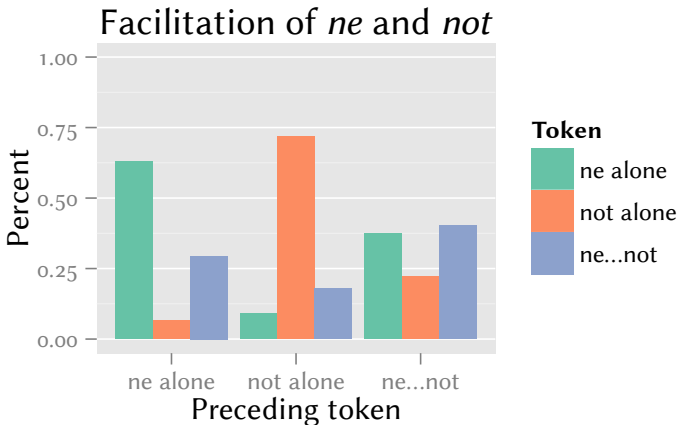 Facilitation of ne and not
1.00
0.75
0.50
0.25
0.00
Percent
ne alone
not alone
ne...not
Preceding token
Token
ne alone
not alone
ne...not